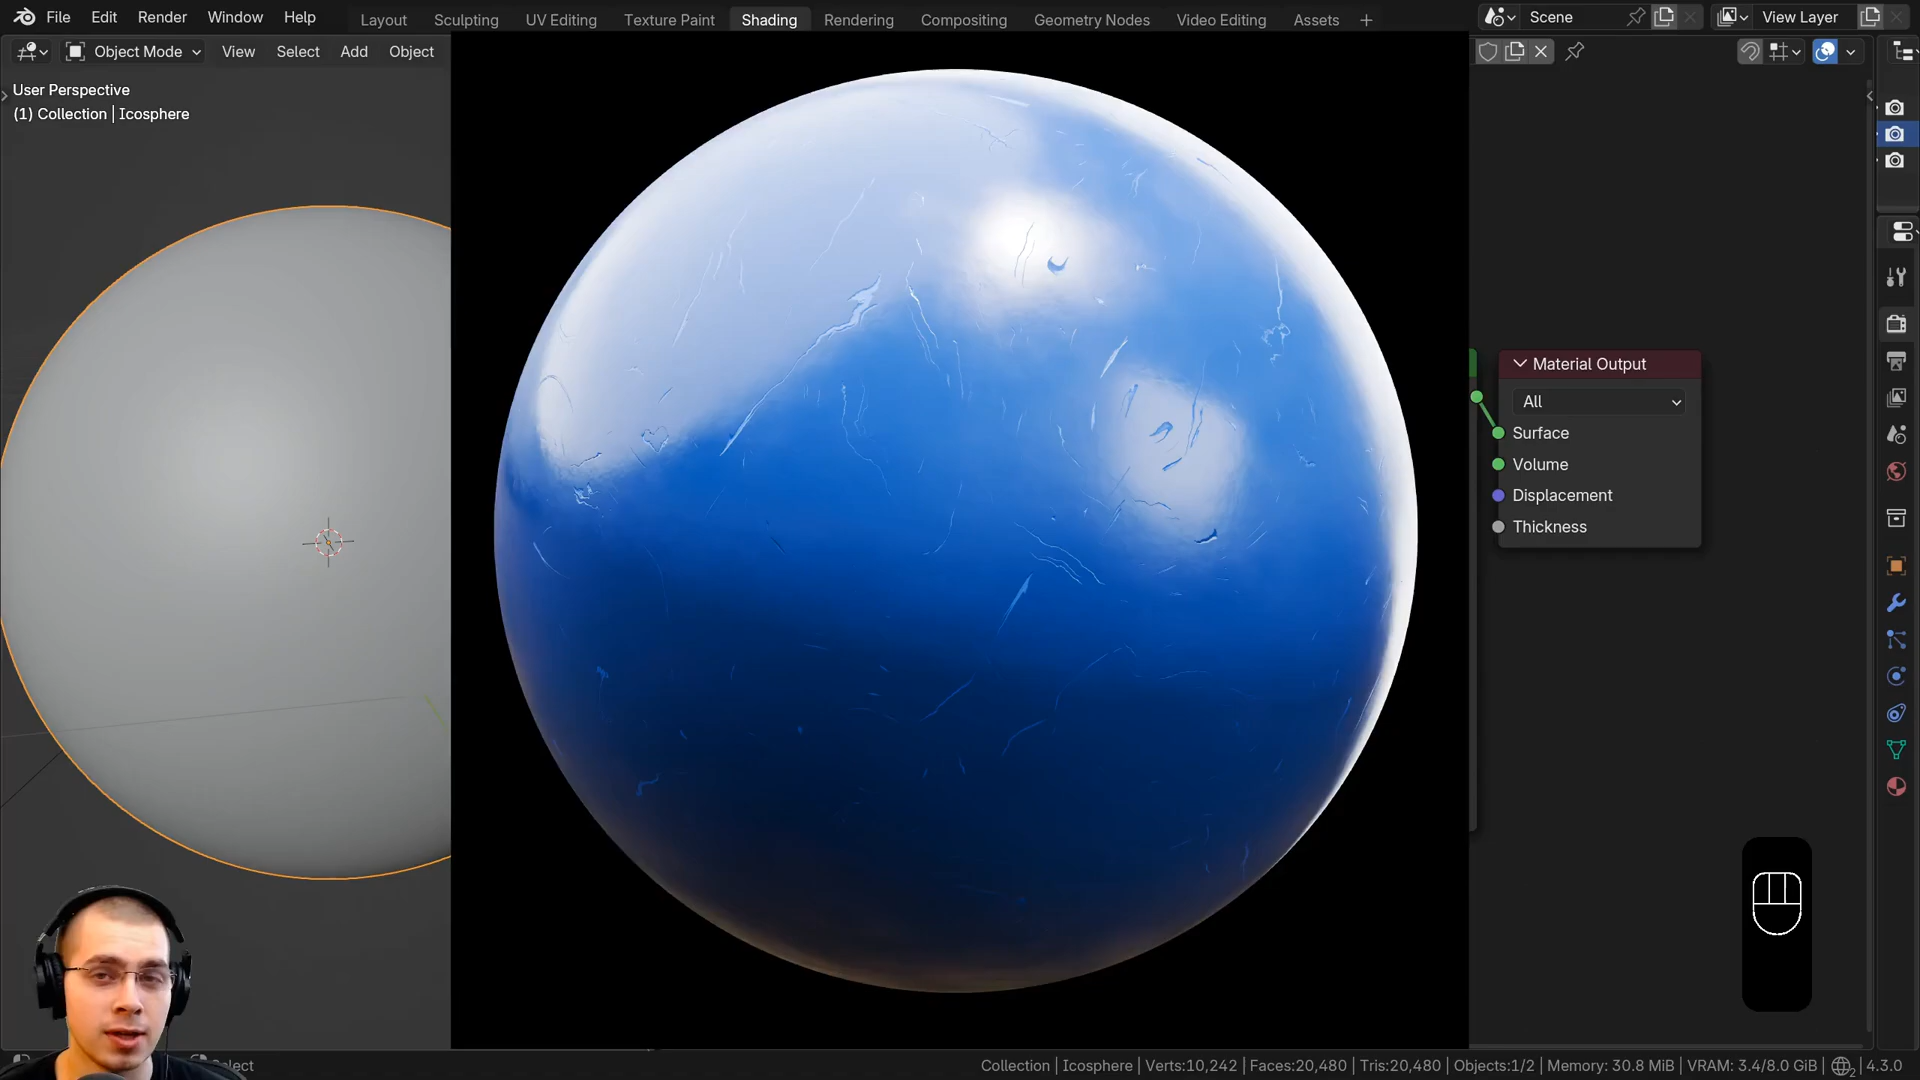 File Edit Render Window Help
Layout Sculpting UV Editing Texture Paint Shading Rendering Compositing Geometry Nodes Video Editing Assets
Scene
View Layer
Object Mode View Select Add Object
User Perspective
(1) Collection | Icosphere
Material Output
All
Surface
Volume
Displacement
Thickness
Collection | Icosphere | Verts:10,242 | Faces:20,480 | Tris:20,480 | Objects:1/2 | Memory: 30.8 MiB | VRAM: 3.4/8.0 GiB | 4.3.0